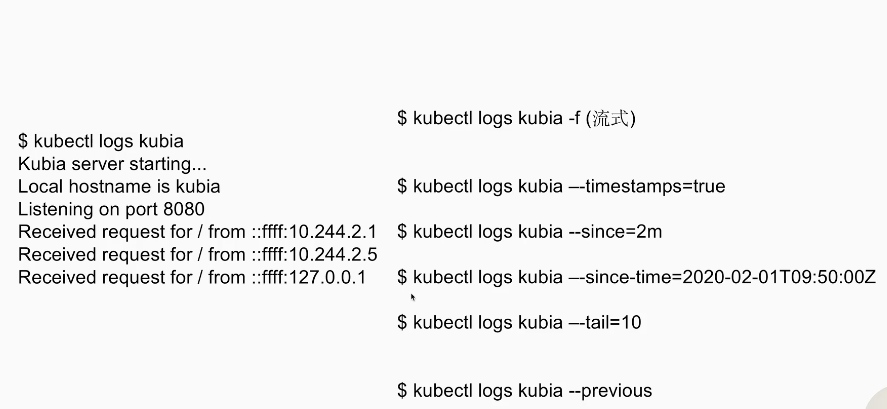 $ kubectl logs kubia
Kubia server starting...
Local hostname is kubia
Listening on port 8080
Received request for / from ::ffff:10.244.2.1
Received request for / from ::ffff:10.244.2.5
Received request for / from ::ffff:127.0.0.1
$ kubectl logs kubia -f (流式)
$ kubectl logs kubia –-timestamps=true
$ kubectl logs kubia --since=2m
$ kubectl logs kubia –-since-time=2020-02-01T09:50:00Z
$ kubectl logs kubia –-tail=10
$ kubectl logs kubia --previous